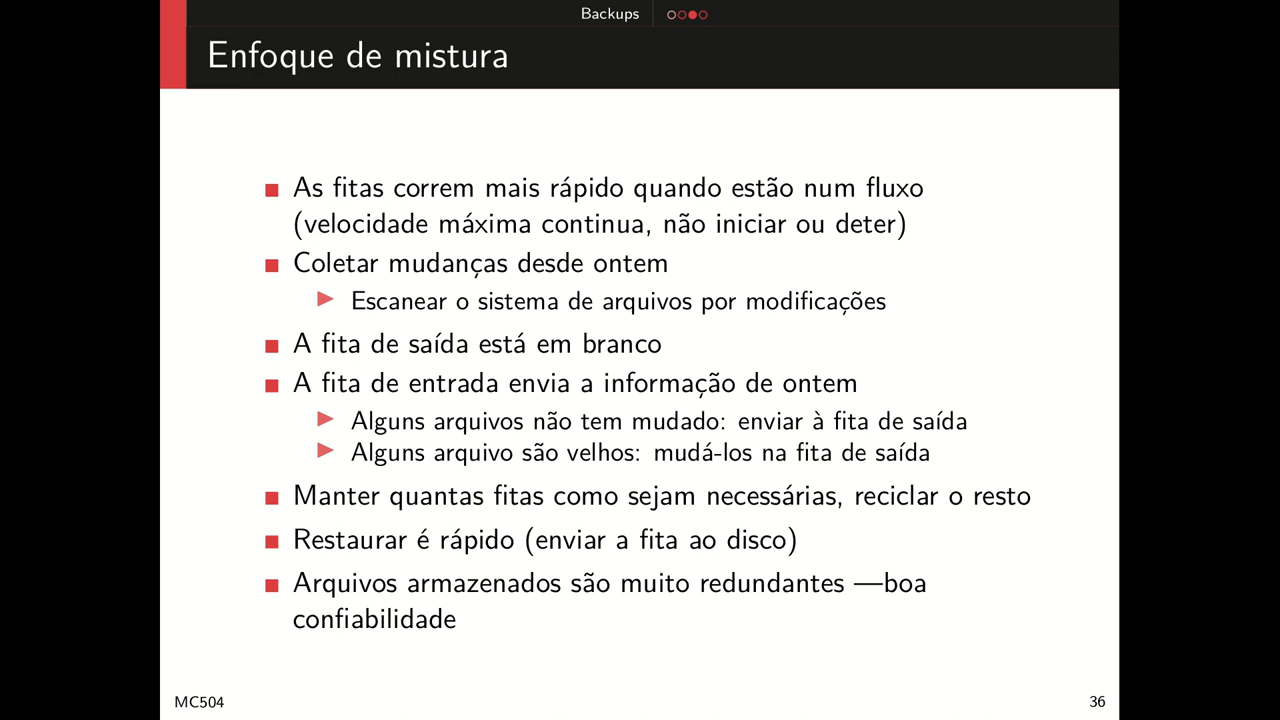 Backups
Enfoque de mistura
As fitas correm mais rápido quando estão num fluxo
(velocidade máxima continua, não iniciar ou deter)
Coletar mudanças desde ontem
Escanear o sistema de arquivos por modificações
A fita de saída está em branco
A fita de entrada envia a informação de ontem
Alguns arquivos não tem mudado: enviar à fita de saída
Alguns arquivo são velhos: mudá-los na fita de saída
Manter quantas fitas como sejam necessárias, reciclar o resto
Restaurar é rápido (enviar a fita ao disco)
Arquivos armazenados são muito redundantes —boa
confiabilidade
MC504
36